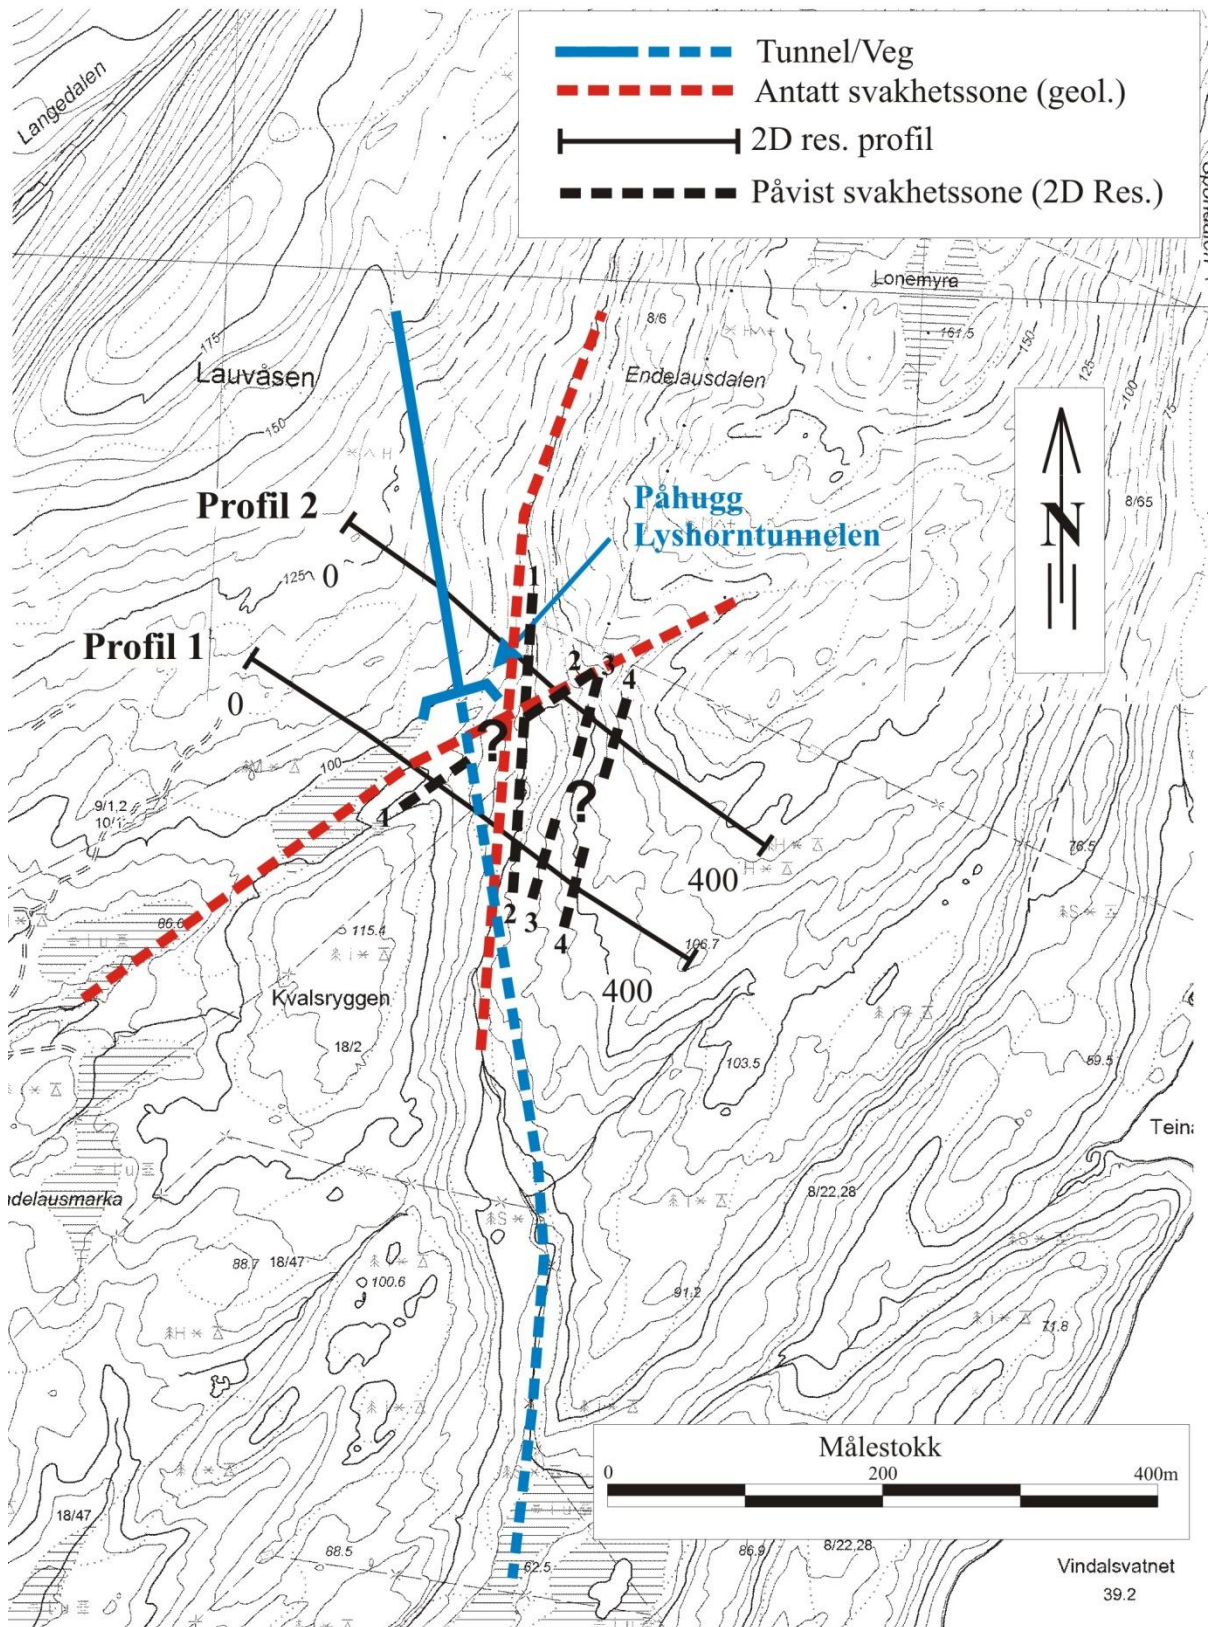 Tunnel/Veg
Antatt svakhetssone (geol.)
2D res. profil
Påvist svakhetssone (2D Res.)
Langedalen
Lonemyra
8/6
161.5
150
125
100
75
175
Lauvåsen
Endelausdalen
150
N
8/65
Profil 2
Påhugg
Lyshorntunnelen
125
0
1
Profil 1
2
3
4
0
?
100
9/1,2
10/1
1
?
76.5
400
86.6
2
3
4
115.4
106.7
400
Kvalsryggen
18/2
103.5
59.5
Teina
8/22,28
88.7
18/47
100.6
91.2
71.8
Målestokk
0
200
400m
18/47
88.5
62.5
86.9
8/22,28
Vindalsvatnet
39.2